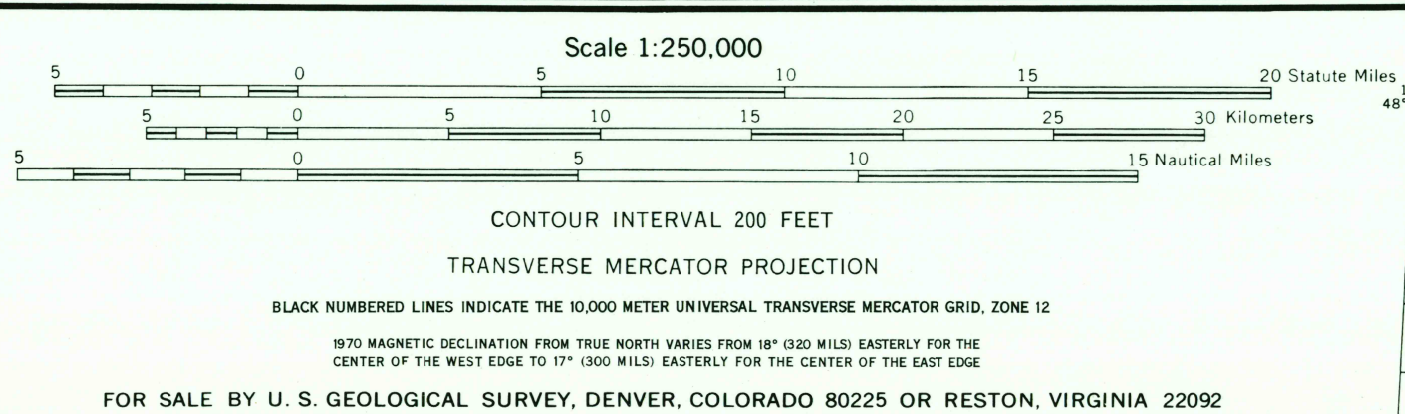 Scale 1:250,000
5 0 5 10 15 20 Statute Miles
5 0 5 10 15 20 25 30 Kilometers
5 0 5 10 15 Nautical Miles
CONTOUR INTERVAL 200 FEET
TRANSVERSE MERCATOR PROJECTION
BLACK NUMBERED LINES INDICATE THE 10,000 METER UNIVERSAL TRANSVERSE MERCATOR GRID, ZONE 12
1970 MAGNETIC DECLINATION FROM TRUE NORTH VARIES FROM 18° (320 MILS) EASTERLY FOR THE
CENTER OF THE WEST EDGE TO 17° (300 MILS) EASTERLY FOR THE CENTER OF THE EAST EDGE
FOR SALE BY U. S. GEOLOGICAL SURVEY, DENVER, COLORADO 80225 OR RESTON, VIRGINIA 22092
48°